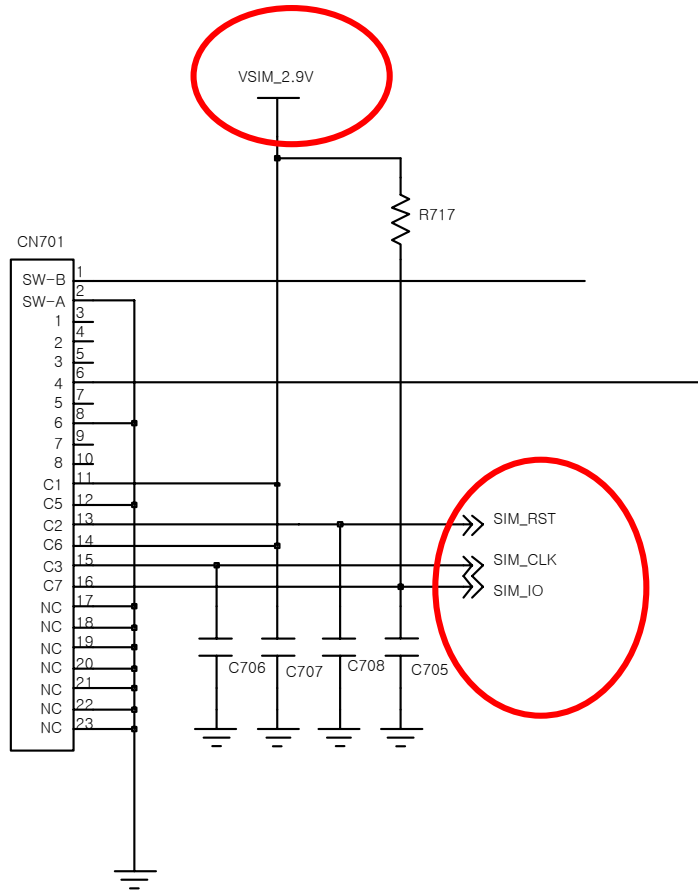 VSIM_2.9V
R717
CN701
SW-B 1
SW-A 2
1 3
2 4
3 5
4 6
5 7
6 8
7 9
8 10
C1 11
C5 12
C2 13
SIM_RST
C6 14
C3 15
SIM_CLK
C7 16
SIM_IO
NC 17
NC 18
NC 19
NC 20
NC 21
NC 22
NC 23
C706
C707
C708
C705